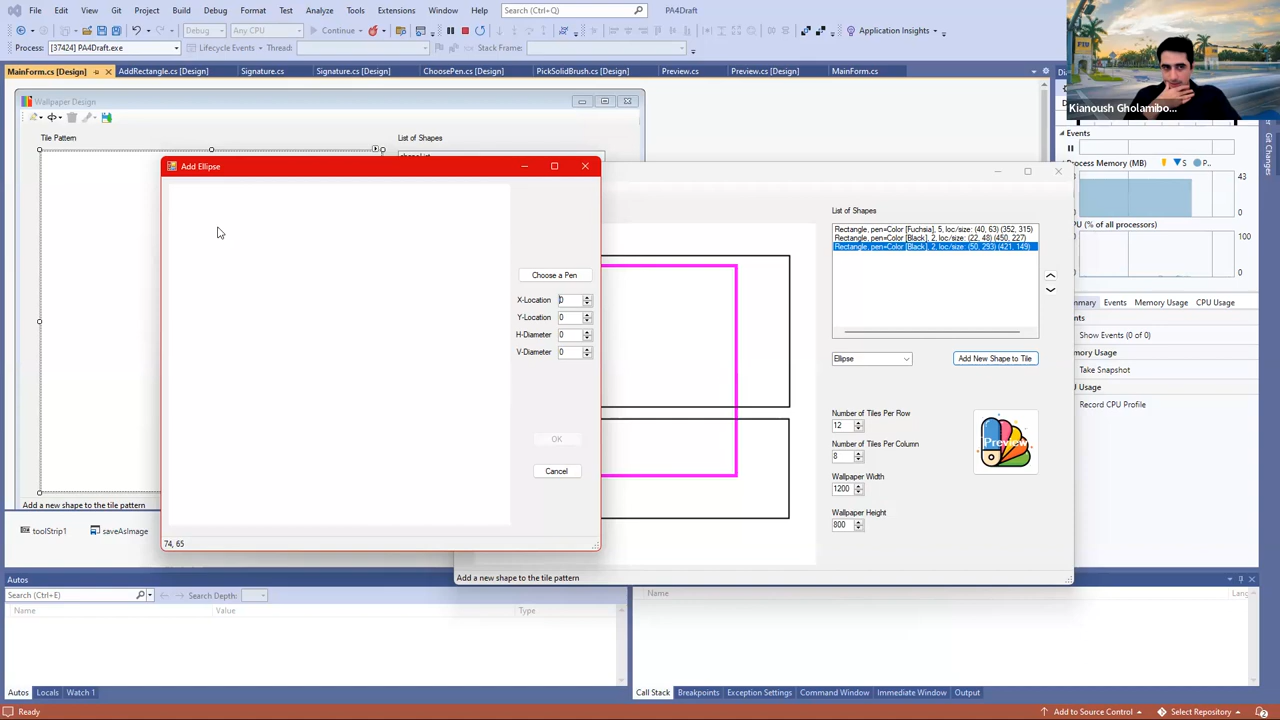 File Edit View Git Project Build Debug Format Test Analyze Tools Extensions Window Help Search (Ctrl+Q) PA4Draft
Debug Any CPU Continue Application Insights
Process: [37424] PA4Draft.exe Lifecycle Events Thread: Stack Frame:
MainForm.cs [Design] AddRectangle.cs [Design] Signature.cs Signature.cs [Design] ChoosePen.cs [Design] PickSolidBrush.cs [Design] Preview.cs Preview.cs [Design] MainForm.cs
FIU
Kianoush Gholambo...
Wallpaper Design
Tile Pattern
List of Shapes
Add a new shape to the tile pattern
toolStrip1 saveAsImage
Add Ellipse
Choose a Pen
X-Location 0
Y-Location 0
H-Diameter 0
V-Diameter 0
OK
Cancel
74, 65
List of Shapes
Rectangle, pen=Color [Fuchsia], 5, loc/size: (40, 63) (352, 315)
Rectangle, pen=Color [Black], 2, loc/size: (22, 48) (450, 227)
Rectangle, pen=Color [Black], 2, loc/size: (50, 293) (421, 149)
Ellipse Add New Shape to Tile
Number of Tiles Per Row
12
Number of Tiles Per Column
8
Preview
Wallpaper Width
1200
Wallpaper Height
800
Add a new shape to the tile pattern
Events
Process Memory (MB) S P..
43 43
0 0
CPU (% of all processors)
100 100
0 0
Events Memory Usage CPU Usage
Show Events (0 of 0)
Take Snapshot
Record CPU Profile
Git Changes
Autos
Search (Ctrl+E) Search Depth:
Name Value Type
Autos Locals Watch 1
Name
Call Stack Breakpoints Exception Settings Command Window Immediate Window Output
Ready Add to Source Control Select Repository 2